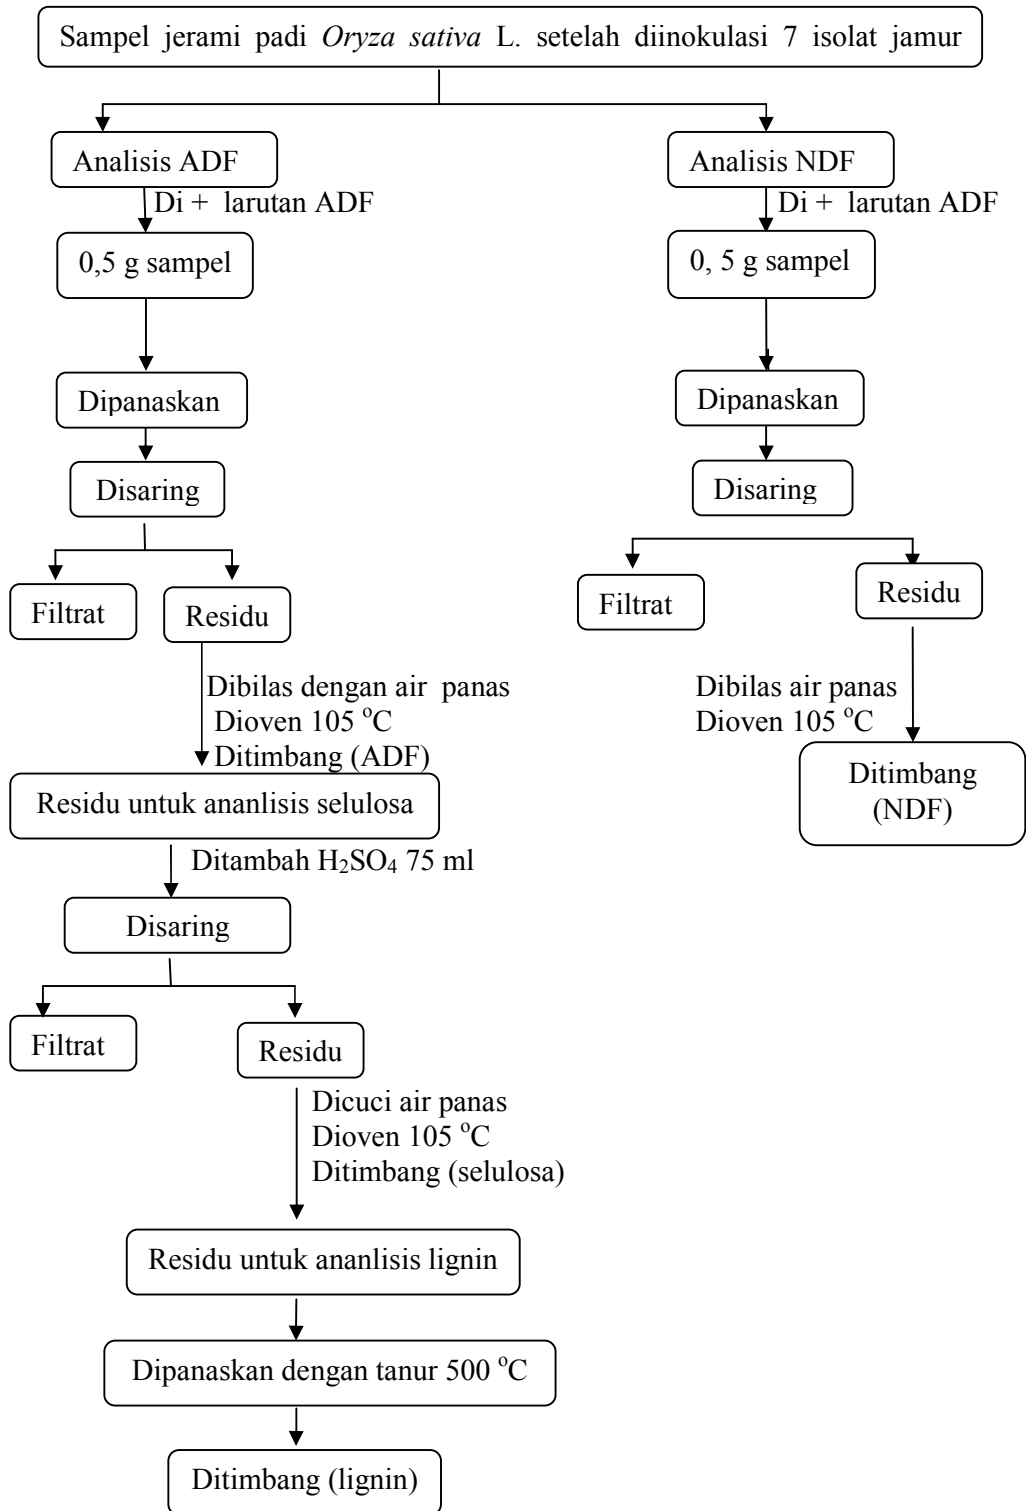 Sampel jerami padi Oryza sativa L. setelah diinokulasi 7 isolat jamur
Analisis ADF
Di + larutan ADF
0,5 g sampel
Dipanaskan
Disaring
Filtrat
Residu
Dibilas dengan air panas
Dioven 105 °C
Ditimbang (ADF)
Residu untuk ananlisis selulosa
Ditambah H₂SO₄ 75 ml
Disaring
Filtrat
Residu
Dicuci air panas
Dioven 105 °C
Ditimbang (selulosa)
Residu untuk ananlisis lignin
Dipanaskan dengan tanur 500 °C
Ditimbang (lignin)
Analisis NDF
Di + larutan ADF
0, 5 g sampel
Dipanaskan
Disaring
Filtrat
Residu
Dibilas air panas
Dioven 105 °C
Ditimbang
(NDF)